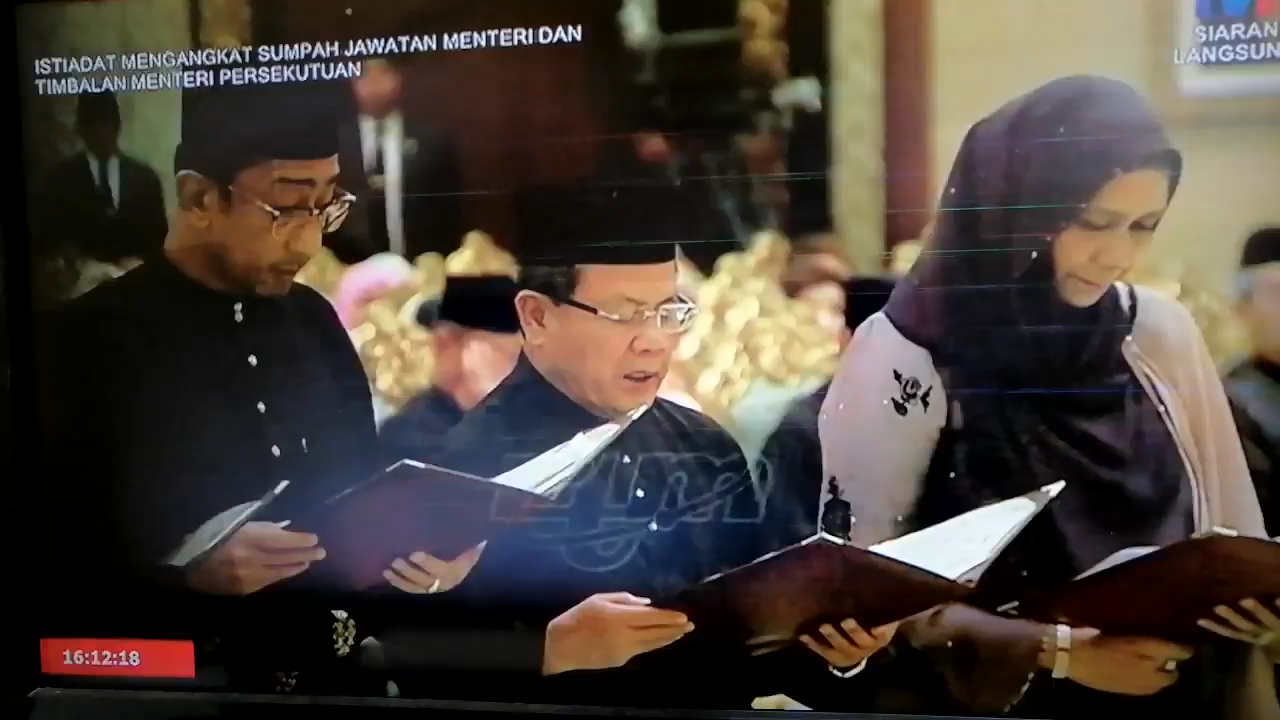 ISTIADAT MENGANGKAT SUMPAH JAWATAN MENTERI DAN
TIMBALAN MENTERI PERSEKUTUAN
SIARAN
LANGSUN
16:12:18